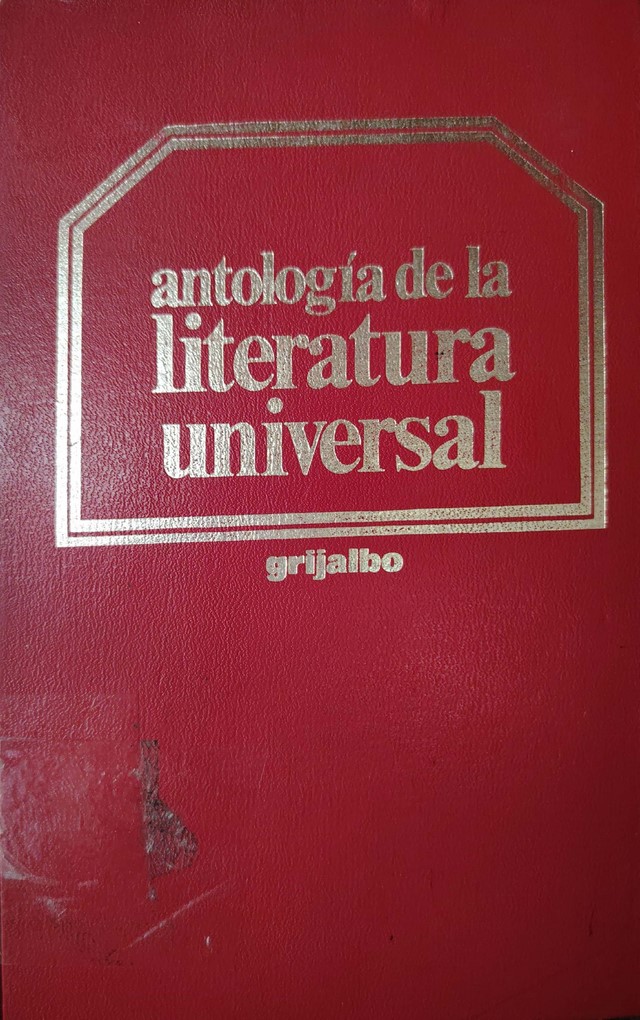 antología de la
literatura
universal
grijalbo